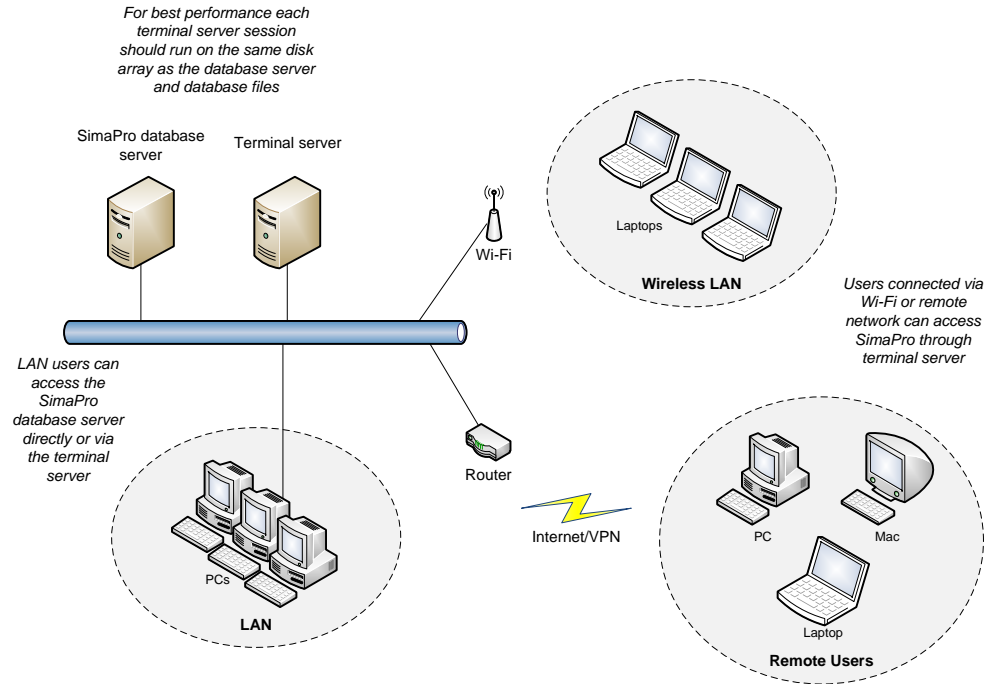 For best performance each
terminal server session
should run on the same disk
array as the database server
and database files
SimaPro database
server
Terminal server
Wi-Fi
Laptops
Wireless LAN
Users connected via
Wi-Fi or remote
network can access
SimaPro through
terminal server
LAN users can
access the
SimaPro
database server
directly or via
the terminal
server
Router
Internet/VPN
PCs
LAN
PC
Mac
Laptop
Remote Users